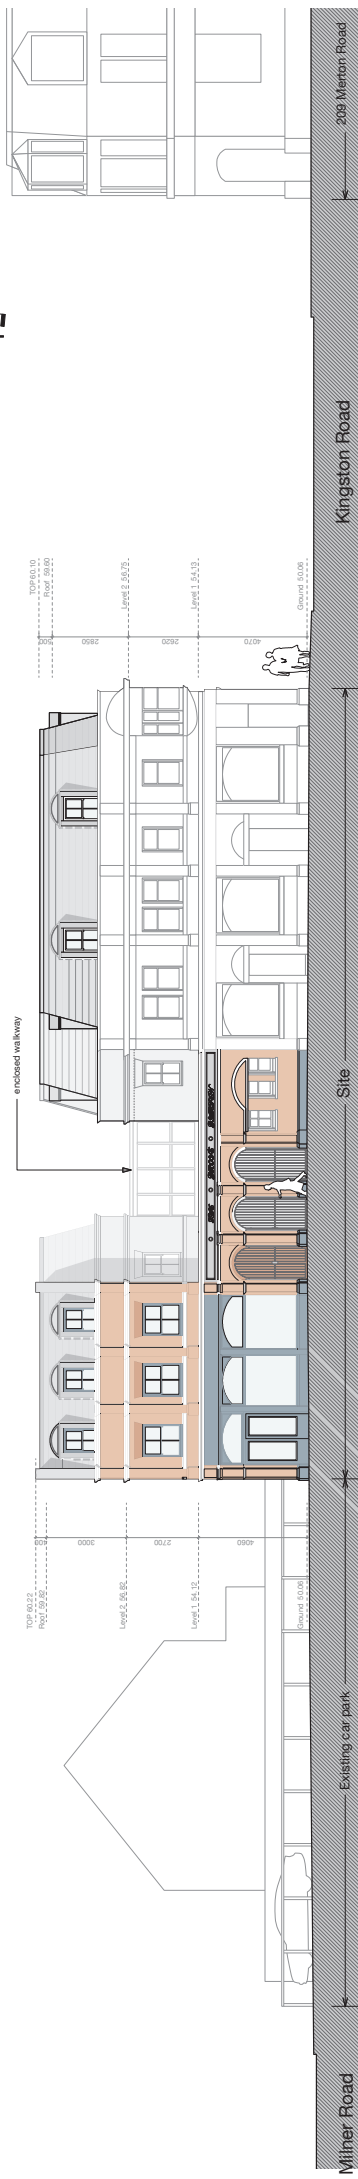 enclosed walkway
TOP 60.22
Roof 59.82
Level 2 56.82
Level 1 54.12
Ground 50.06
3000
2700
4060
TOP 60.10
Roof 59.60
Level 2 56.75
Level 1 54.13
Ground 50.06
500
2850
2620
4070
Milner Road
Existing car park
Site
Kingston Road
209 Merton Road